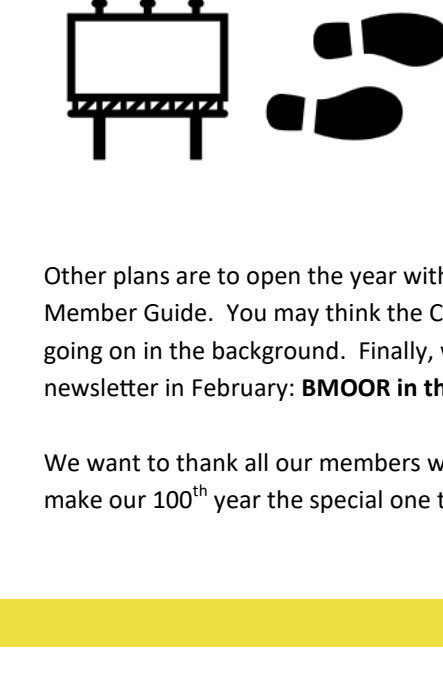 Other plans are to open the year with
Member Guide. You may think the C
going on in the background. Finally,
newsletter in February: BMOOR in th
We want to thank all our members w
make our 100th year the special one t